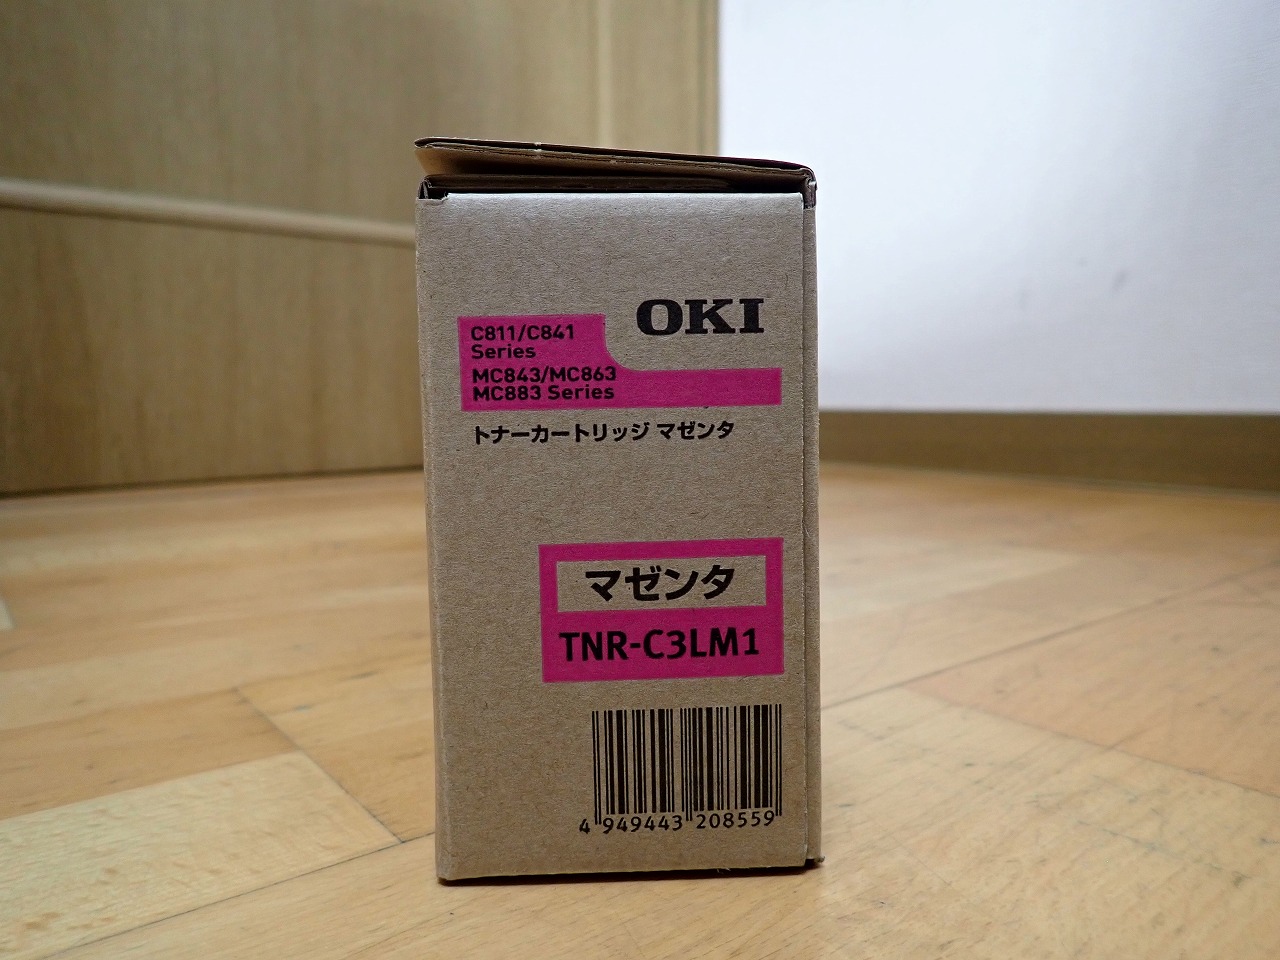 OKI
C811/C841
Series
MC843/MC863
MC883 Series
トナーカートリッジ マゼンタ
マゼンタ
TNR-C3LM1
4 949443 208559